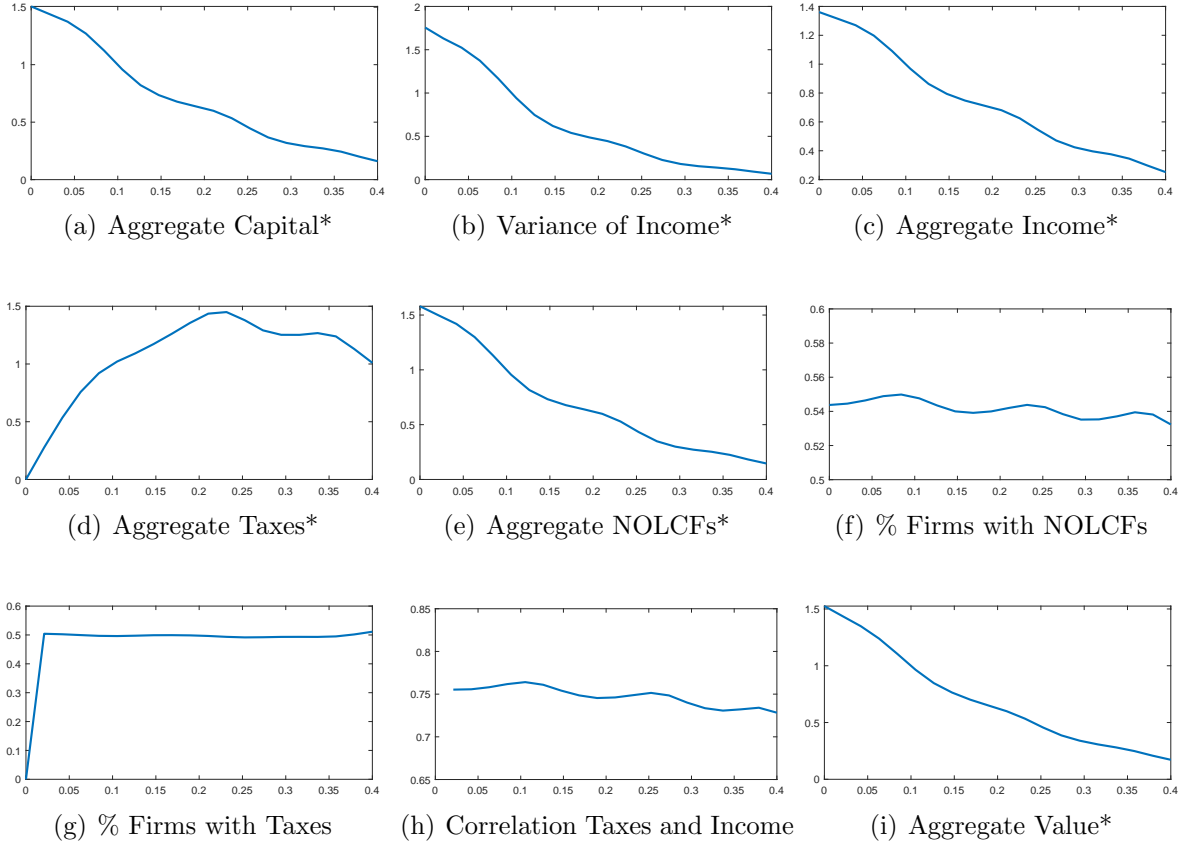 1.5
1
0.5
0
0 0.05 0.1 0.15 0.2 0.25 0.3 0.35 0.4
(a) Aggregate Capital*
2
1.5
1
0.5
0
0 0.05 0.1 0.15 0.2 0.25 0.3 0.35 0.4
(b) Variance of Income*
1.4
1.2
1
0.8
0.6
0.4
0.2
0 0.05 0.1 0.15 0.2 0.25 0.3 0.35 0.4
(c) Aggregate Income*
1.5
1
0.5
0
0 0.05 0.1 0.15 0.2 0.25 0.3 0.35 0.4
(d) Aggregate Taxes*
1.5
1
0.5
0
0 0.05 0.1 0.15 0.2 0.25 0.3 0.35 0.4
(e) Aggregate NOLCFs*
0.6
0.58
0.56
0.54
0.52
0.5
0 0.05 0.1 0.15 0.2 0.25 0.3 0.35 0.4
(f) % Firms with NOLCFs
0.6
0.5
0.4
0.3
0.2
0.1
0
0 0.05 0.1 0.15 0.2 0.25 0.3 0.35 0.4
(g) % Firms with Taxes
0.85
0.8
0.75
0.7
0.65
0 0.05 0.1 0.15 0.2 0.25 0.3 0.35 0.4
(h) Correlation Taxes and Income
1.5
1
0.5
0
0 0.05 0.1 0.15 0.2 0.25 0.3 0.35 0.4
(i) Aggregate Value*